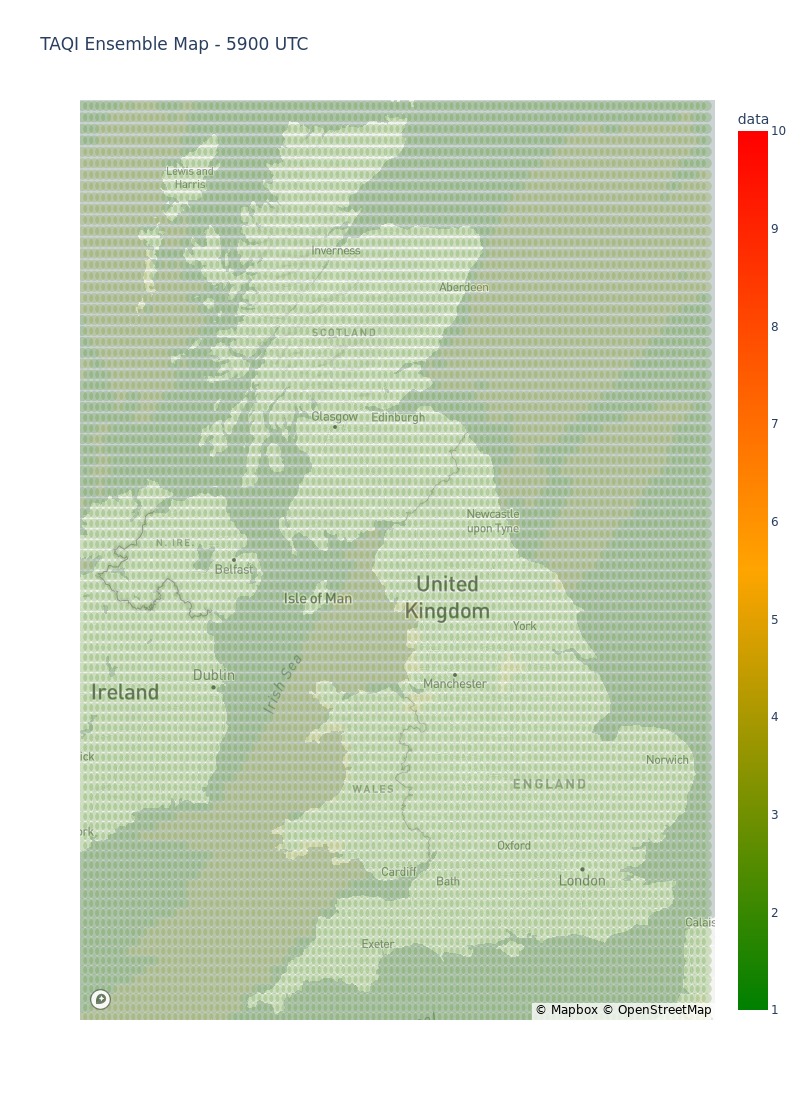 TAQI Ensemble Map - 5900 UTC
data
10
9
8
7
6
5
4
3
2
1
Lewis and
Harris
Inverness
Aberdeen
SCOTLAND
Glasgow
Edinburgh
Newcastle
upon Tyne
N. IRE.
Belfast
Isle of Man
United
Kingdom
York
Dublin
Irish Sea
Manchester
Ireland
ick
Norwich
WALES
ENGLAND
rk
Oxford
Cardiff
Bath
London
Calais
Exeter
© Mapbox © OpenStreetMap